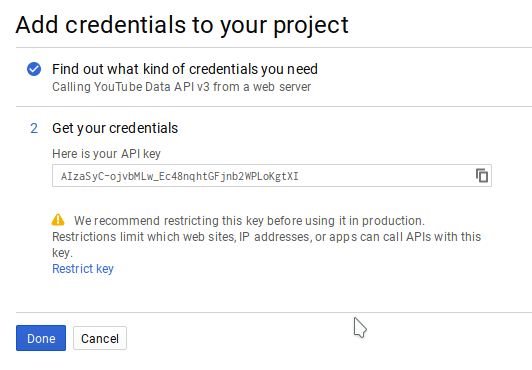 Add credentials to your project
Find out what kind of credentials you need
Calling YouTube Data API v3 from a web server
2 Get your credentials
Here is your API key
AIzaSyC-ojvbMLw_Ec48nqhtGFjnb2WPLoKgtXI
We recommend restricting this key before using it in production.
Restrictions limit which web sites, IP addresses, or apps can call APIs with this
key.
Restrict key
Done Cancel